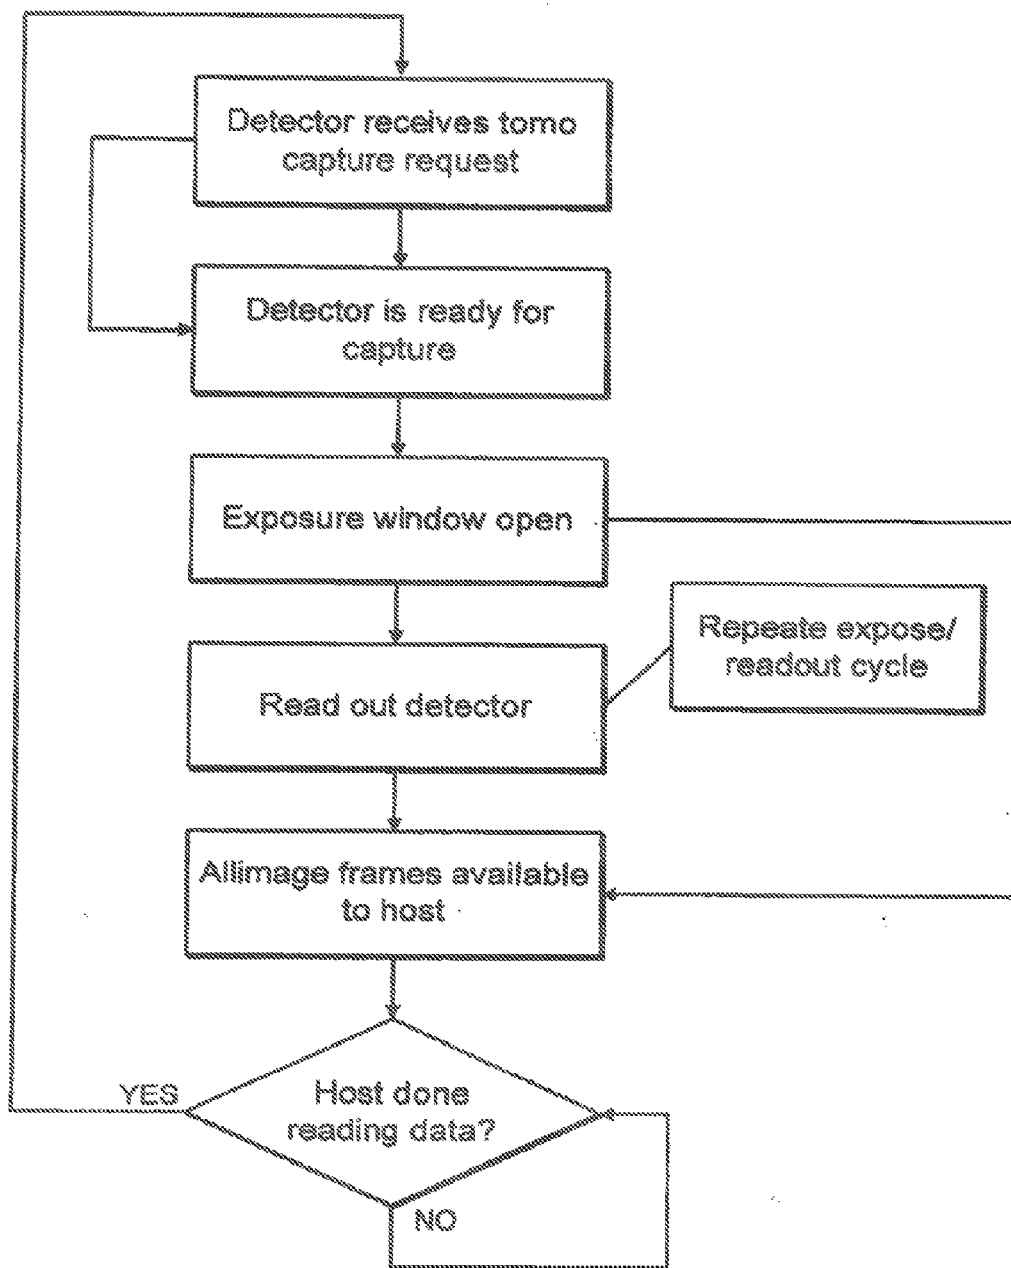 Detector receives tomo
capture request
Detector is ready for
capture
Exposure window open
Repeate expose/
readout cycle
Read out detector
Allimage frames available
to host
YES
Host done
reading data?
NO